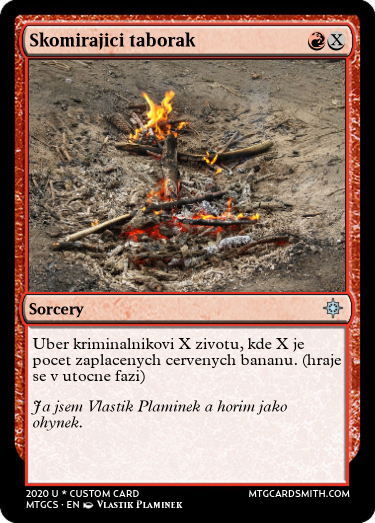 Skomirajici taborak X
Sorcery
Uber kriminalnikovi X zivotu, kde X je
pocet zaplacenych cervenych bananu. (hraje
se v utocne fazi)
Ja jsem Vlastik Plaminek a horim jako
ohynek.
2020 U * CUSTOM CARD MTGCARDSMITH.COM
MTGCS · EN VLASTIK PLAMINEK